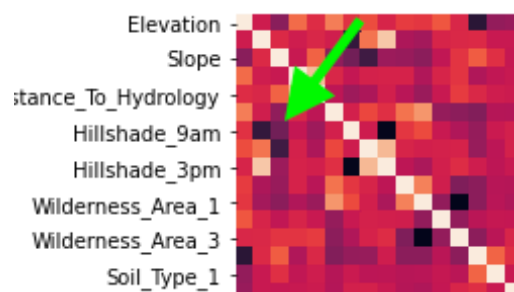 Elevation
Slope
stance_To_Hydrology
Hillshade_9am
Hillshade_3pm
Wilderness_Area_1
Wilderness_Area_3
Soil_Type_1